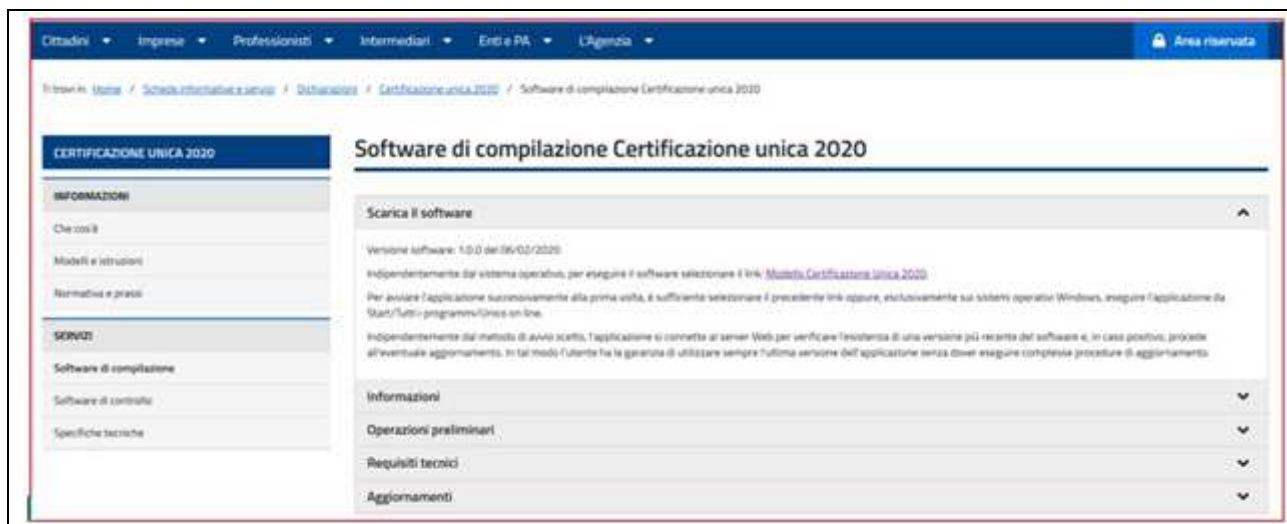 Cittadini Imprese Professionisti Intermediari Enti e PA L'Agenzia Area riservata
Ti trovi in: Home / Schede informative e servizi / Dichiarazioni / Certificazione unica 2020 / Software di compilazione Certificazione unica 2020
CERTIFICAZIONE UNICA 2020
INFORMAZIONI
Che cos'è
Modelli e istruzioni
Normativa e prassi
SERVIZI
Software di compilazione
Software di controllo
Specifiche tecniche
Software di compilazione Certificazione unica 2020
Scarica il software
Versione software: 1.0.0 del 06/02/2020
Indipendentemente dal sistema operativo, per eseguire il software selezionare il link: Modello Certificazione Unica 2020.
Per avviare l'applicazione successivamente alla prima volta, è sufficiente selezionare il precedente link oppure, esclusivamente sui sistemi operativi Windows, eseguire l'applicazione da
Start/Tutti i programmi/Unico on line.
Indipendentemente dal metodo di avvio scelto, l'applicazione si connette al server Web per verificare l'esistenza di una versione più recente del software e, in caso positivo, procede
all'eventuale aggiornamento. In tal modo l'utente ha la garanzia di utilizzare sempre l'ultima versione dell'applicazione senza dover eseguire complesse procedure di aggiornamento.
Informazioni
Operazioni preliminari
Requisiti tecnici
Aggiornamenti